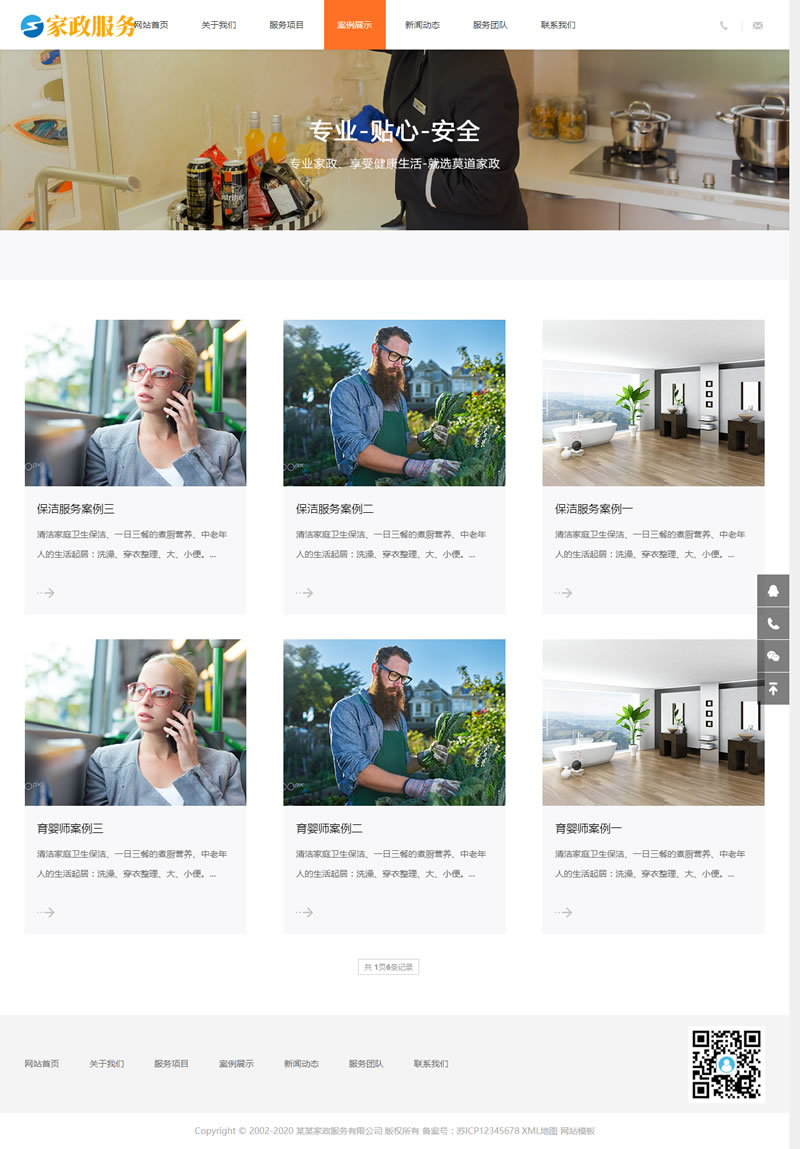 家政服务
网站首页 关于我们 服务项目 案例展示 新闻动态 服务团队 联系我们
专业-贴心-安全
专业家政、享受健康生活-就选莫道家政
保洁服务案例三
清洁家庭卫生保洁、一日三餐的煮厨营养、中老年
人的生活起居：洗澡、穿衣整理、大、小便。...
保洁服务案例二
清洁家庭卫生保洁、一日三餐的煮厨营养、中老年
人的生活起居：洗澡、穿衣整理、大、小便。...
保洁服务案例一
清洁家庭卫生保洁、一日三餐的煮厨营养、中老年
人的生活起居：洗澡、穿衣整理、大、小便。...
育婴师案例三
清洁家庭卫生保洁、一日三餐的煮厨营养、中老年
人的生活起居：洗澡、穿衣整理、大、小便。...
育婴师案例二
清洁家庭卫生保洁、一日三餐的煮厨营养、中老年
人的生活起居：洗澡、穿衣整理、大、小便。...
育婴师案例一
清洁家庭卫生保洁、一日三餐的煮厨营养、中老年
人的生活起居：洗澡、穿衣整理、大、小便。...
共 1页6条记录
网站首页 关于我们 服务项目 案例展示 新闻动态 服务团队 联系我们
Copyright © 2002-2020 某某家政服务有限公司 版权所有 备案号：苏ICP12345678 XML地图 网站模板